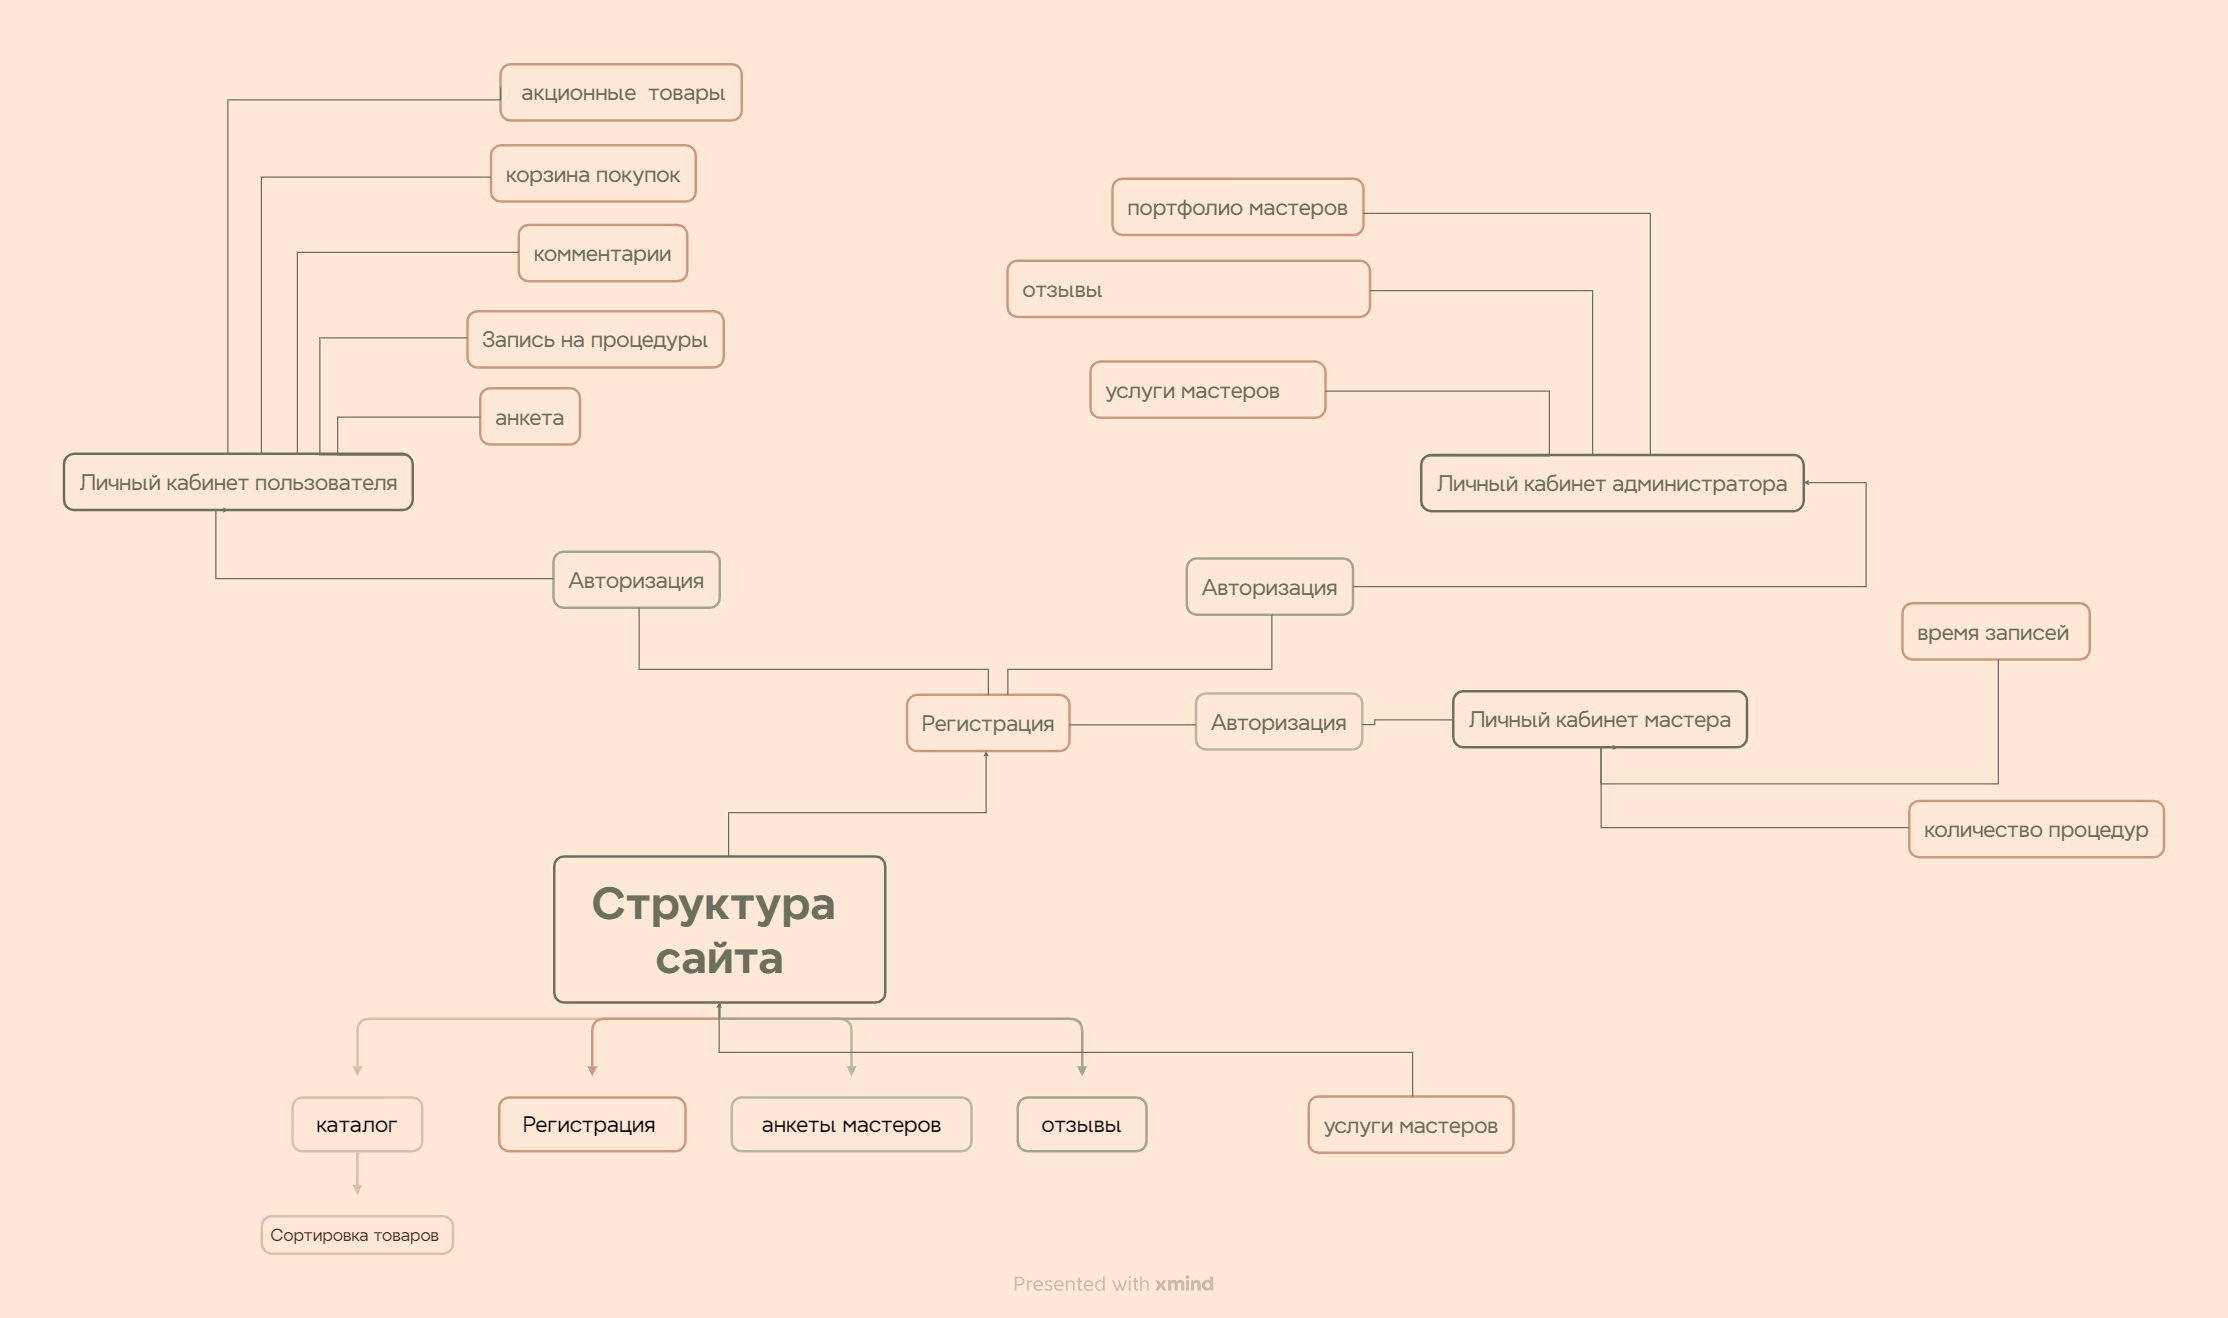 акционные товары
корзина покупок
комментарии
Запись на процедуры
анкета
Личный кабинет пользователя
портфолио мастеров
отзывы
услуги мастеров
Личный кабинет администратора
Авторизация
Авторизация
время записей
Регистрация
Авторизация
Личный кабинет мастера
количество процедур
Структура
сайта
каталог
Регистрация
анкеты мастеров
отзывы
услуги мастеров
Сортировка товаров
Presented with xmind